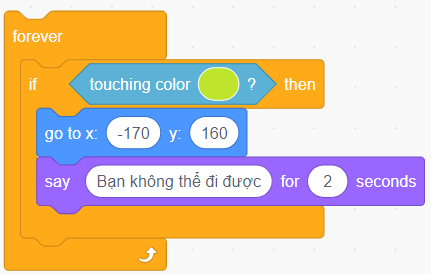 forever
if touching color ? then
go to x: -170 y: 160
say Bạn không thể đi được for 2 seconds